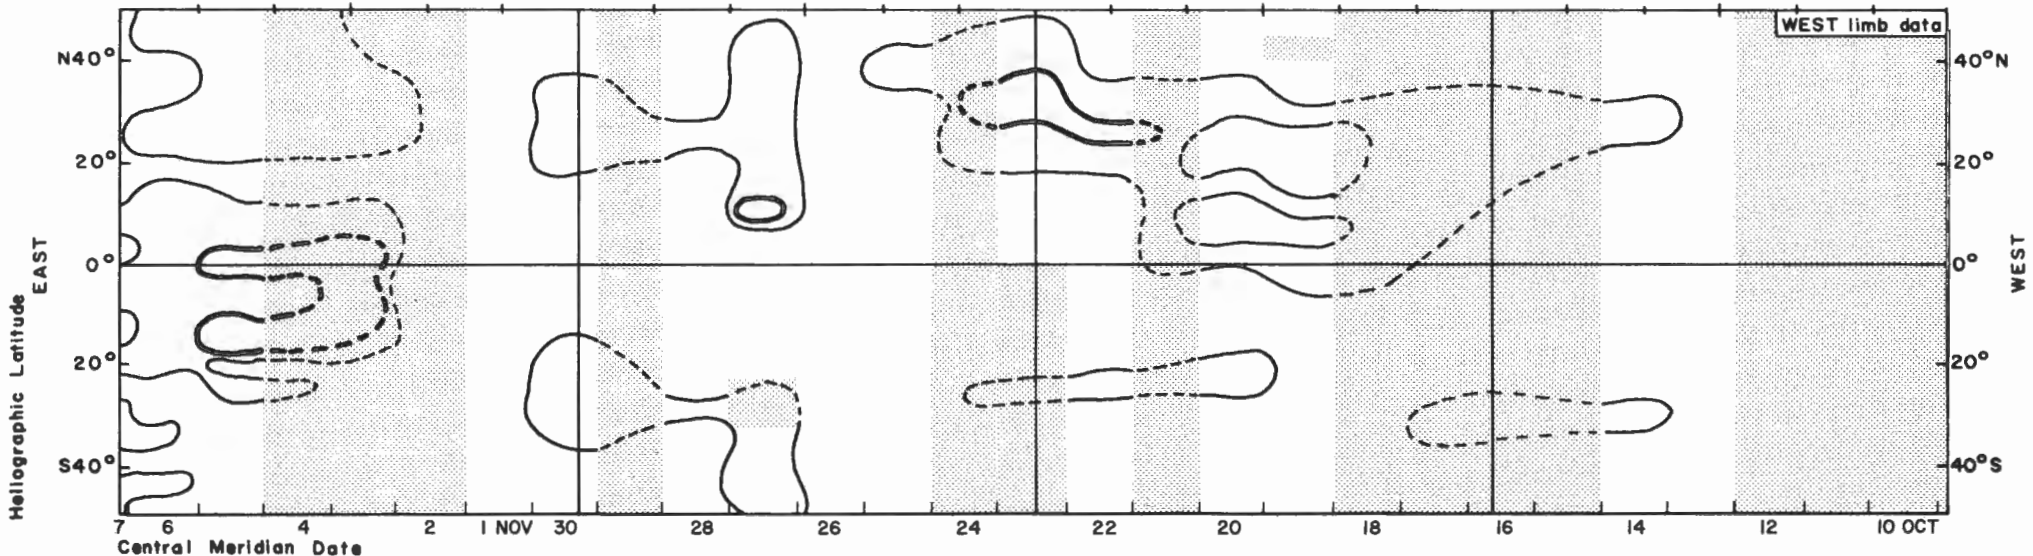 WEST limb data
N40° 40°N
20° 20°
0° 0°
20° 20°
S40° 40°S
EAST
Heliographic Latitude
WEST
7 6 4 2 1 NOV 30 28 26 24 22 20 18 16 14 12 10 OCT
Central Meridian Date